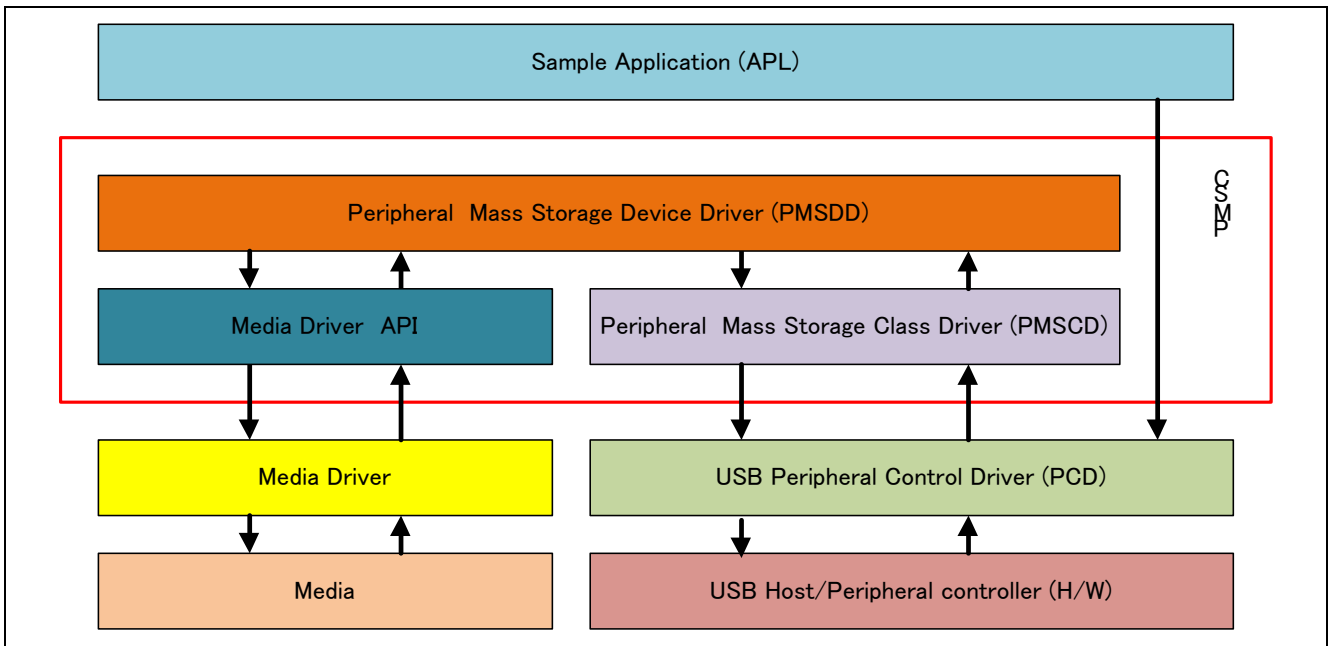 Sample Application (APL)
PMSC
Peripheral Mass Storage Device Driver (PMSDD)
Media Driver API
Peripheral Mass Storage Class Driver (PMSCD)
Media Driver
USB Peripheral Control Driver (PCD)
Media
USB Host/Peripheral controller (H/W)